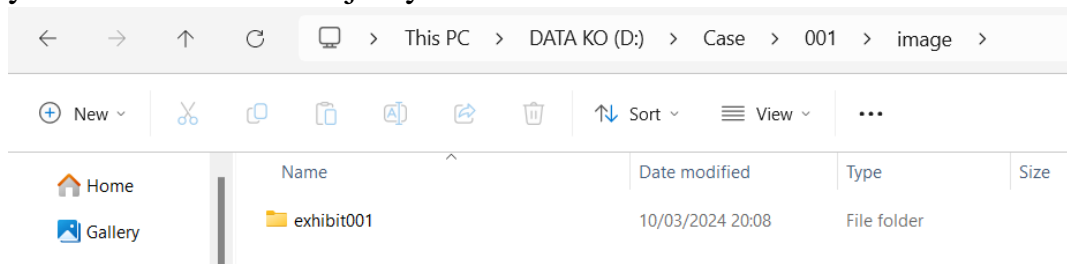 This PC > DATA KO (D:) > Case > 001 > image >
New Sort View ...
Name Date modified Type Size
Home
exhibit001 10/03/2024 20:08 File folder
Gallery